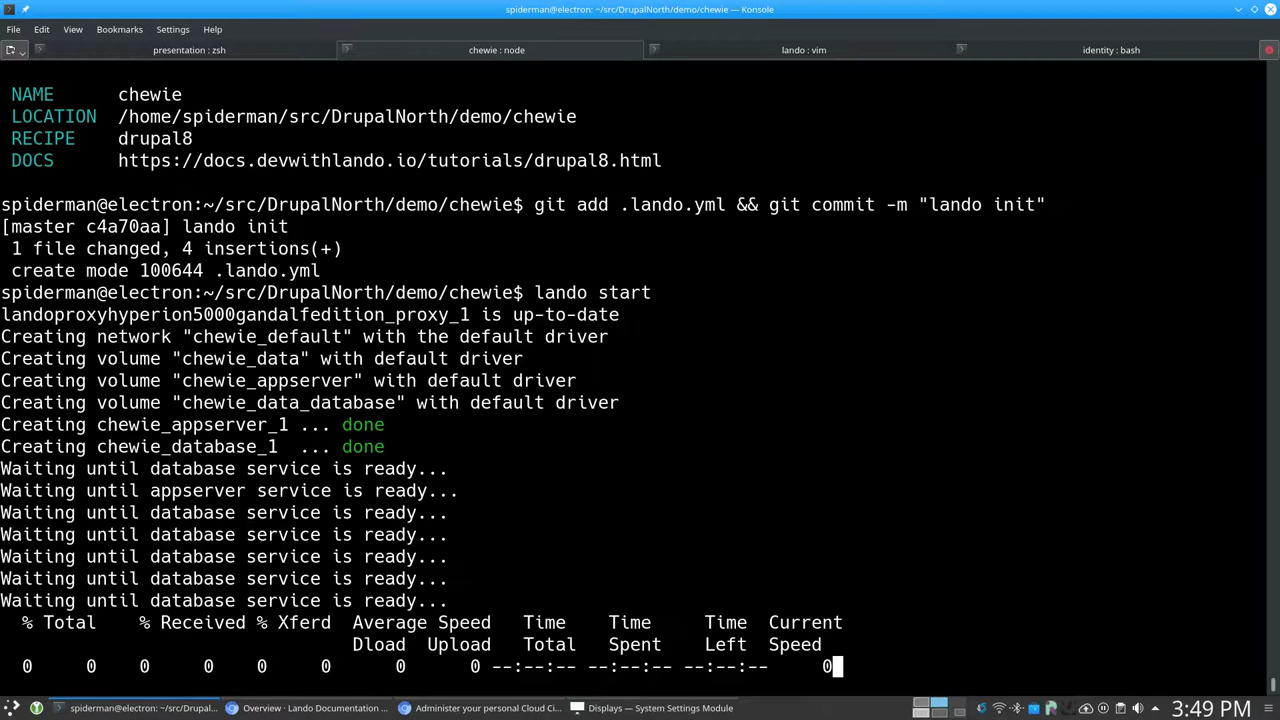 spiderman@electron: ~/src/DrupalNorth/demo/chewie — Konsole
File Edit View Bookmarks Settings Help
presentation : zsh chewie : node lando : vim identity : bash
NAME chewie
LOCATION /home/spiderman/src/DrupalNorth/demo/chewie
RECIPE drupal8
DOCS https://docs.devwithlando.io/tutorials/drupal8.html
spiderman@electron:~/src/DrupalNorth/demo/chewie$ git add .lando.yml && git commit -m "lando init"
[master c4a70aa] lando init
1 file changed, 4 insertions(+)
create mode 100644 .lando.yml
spiderman@electron:~/src/DrupalNorth/demo/chewie$ lando start
landoproxyhyperion5000gandalfedition_proxy_1 is up-to-date
Creating network "chewie_default" with the default driver
Creating volume "chewie_data" with default driver
Creating volume "chewie_appserver" with default driver
Creating volume "chewie_data_database" with default driver
Creating chewie_appserver_1 ... done
Creating chewie_database_1 ... done
Waiting until database service is ready...
Waiting until appserver service is ready...
Waiting until database service is ready...
Waiting until database service is ready...
Waiting until database service is ready...
Waiting until database service is ready...
Waiting until database service is ready...
% Total % Received % Xferd Average Speed Time Time Time Current
Dload Upload Total Spent Left Speed
0 0 0 0 0 0 0 0 --:--:-- --:--:-- --:--:-- 0
spiderman@electron: ~/src/Drupal... Overview · Lando Documentation ... Administer your personal Cloud Ci... Displays — System Settings Module 3:49 PM